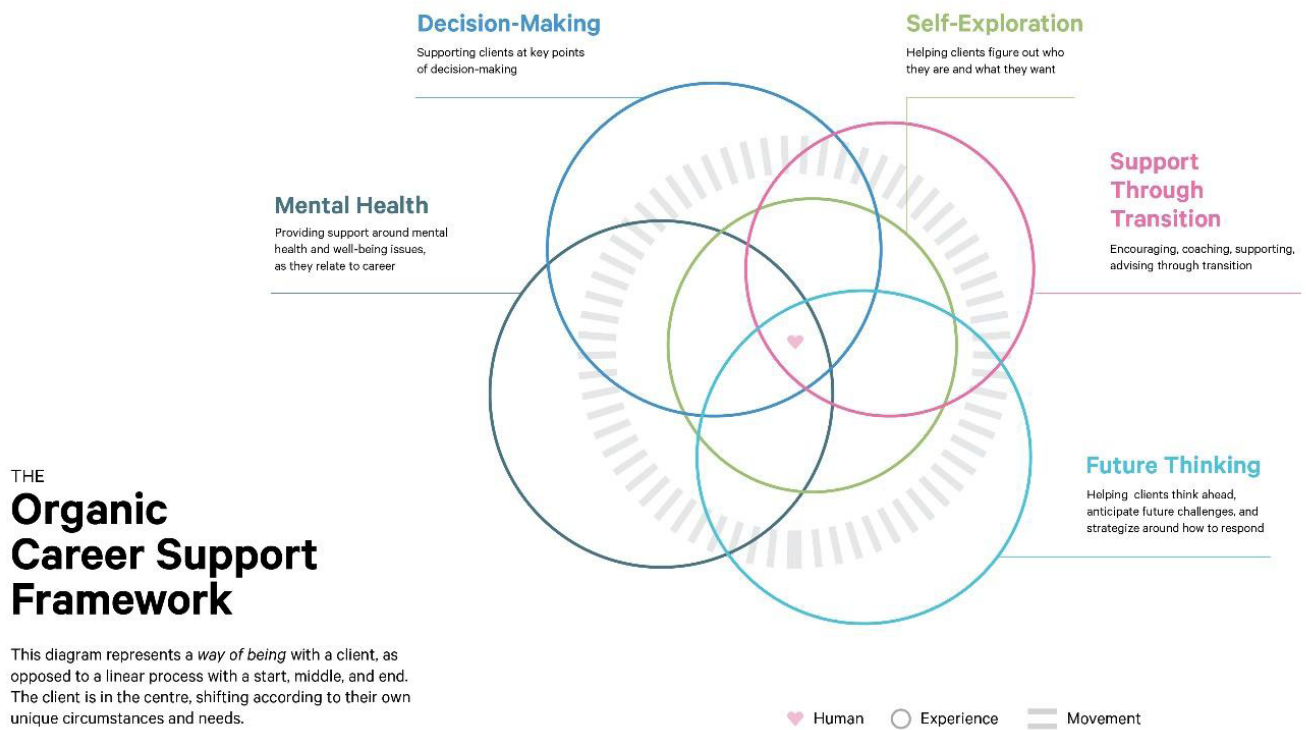 Decision-Making
Supporting clients at key points
of decision-making
Self-Exploration
Helping clients figure out who
they are and what they want
Support
Through
Transition
Encouraging, coaching, supporting,
advising through transition
Mental Health
Providing support around mental
health and well-being issues,
as they relate to career
Future Thinking
Helping clients think ahead,
anticipate future challenges, and
strategize around how to respond
THE
Organic
Career Support
Framework
This diagram represents a way of being with a client, as
opposed to a linear process with a start, middle, and end.
The client is in the centre, shifting according to their own
unique circumstances and needs.
Human
Experience
Movement